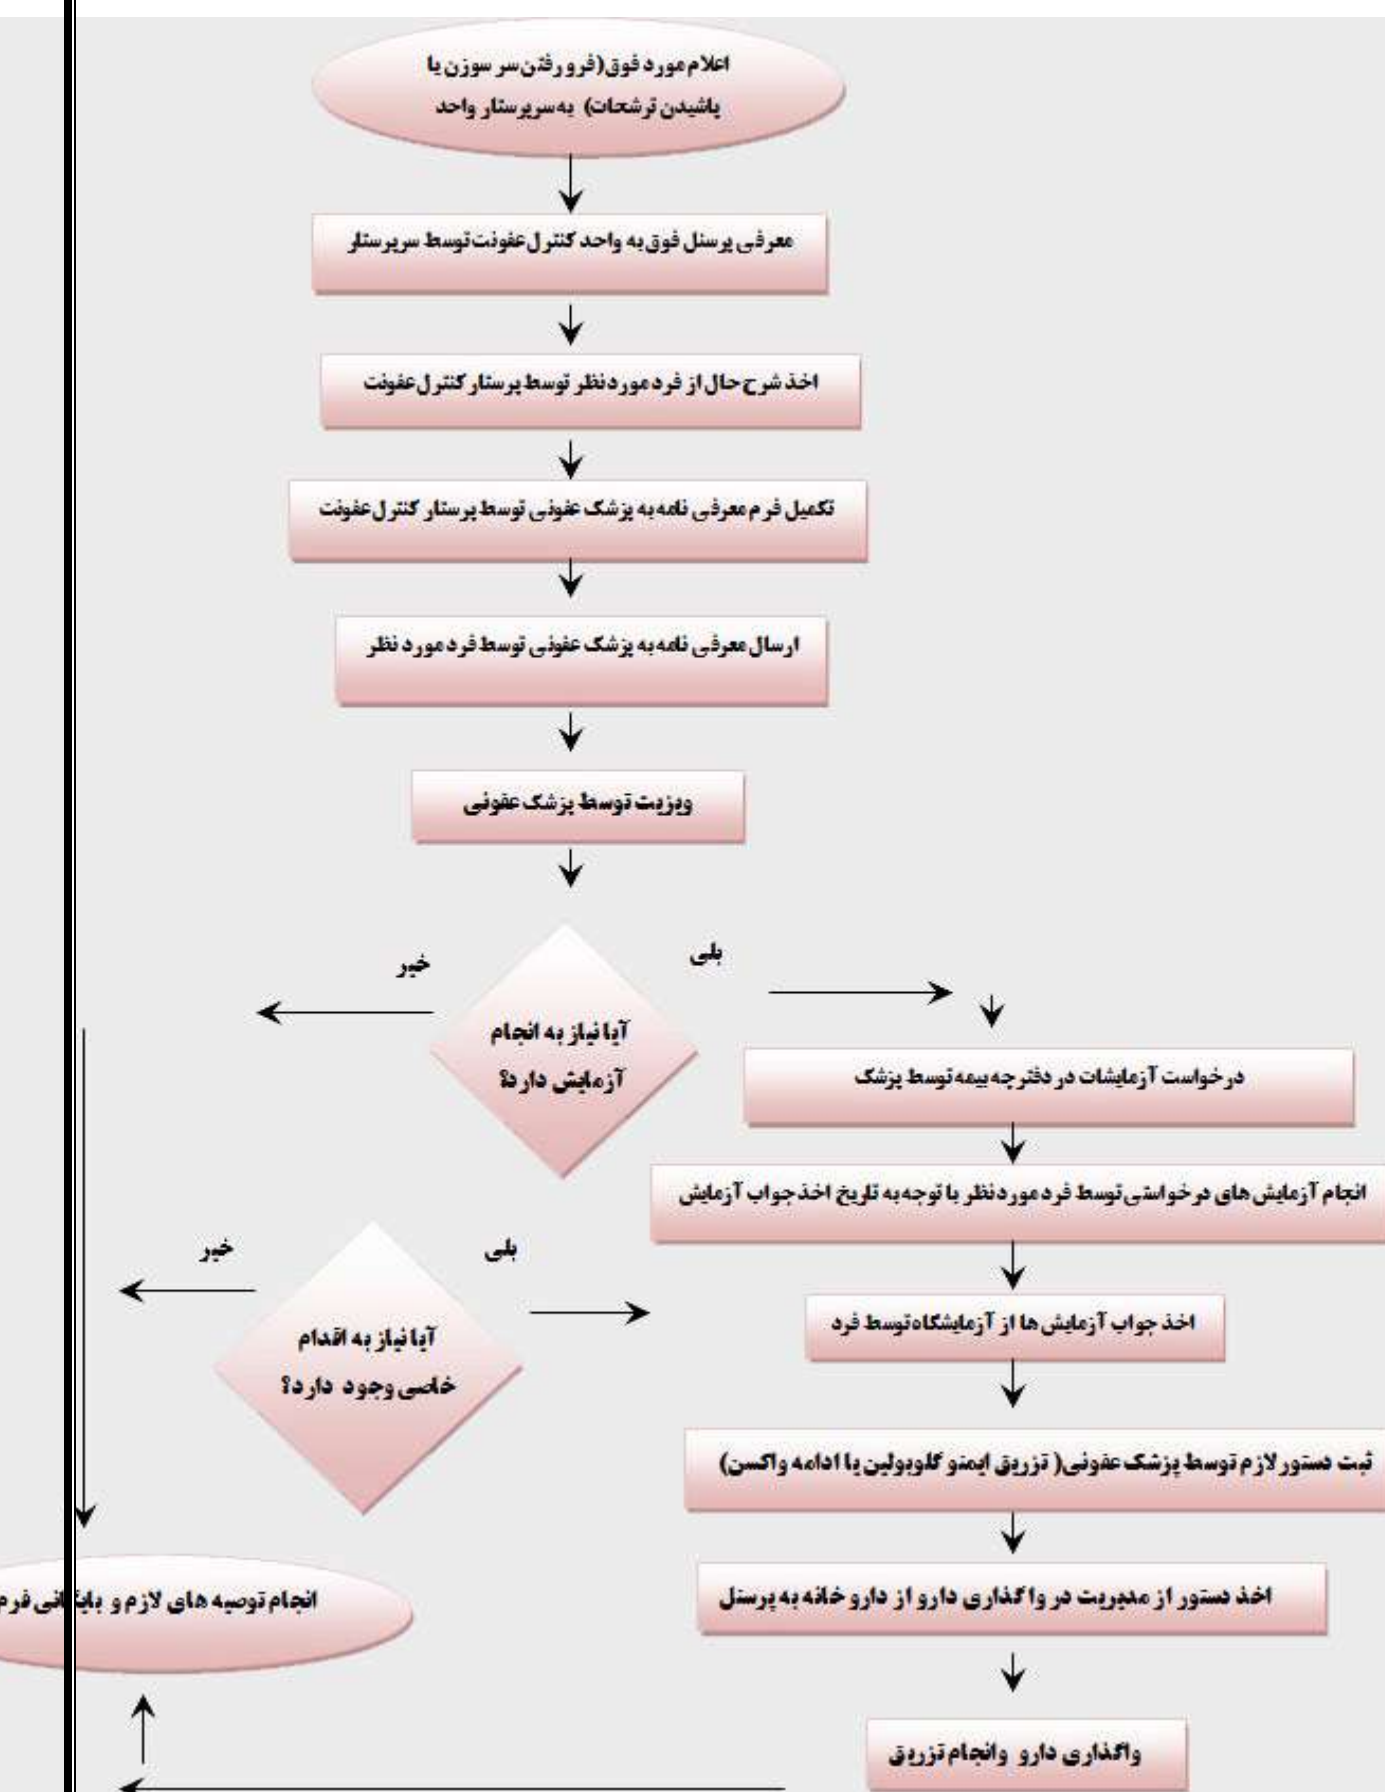 اعلام مورد فوق(فرو رفتن سر سوزن یا
پاشیدن ترشحات) به سرپرستار واحد
معرفی پرسنل فوق به واحد کنترل عفونت توسط سرپرستار
اخذ شرح حال از فرد مورد نظر توسط پرستار کنترل عفونت
تکمیل فرم معرفی نامه به پزشک عفونی توسط پرستار کنترل عفونت
ارسال معرفی نامه به پزشک عفونی توسط فرد مورد نظر
ویزیت توسط پزشک عفونی
بلی
خیر
آیا نیاز به انجام
آزمایش دارد؟
درخواست آزمایشات در دفترچه بیمه توسط پزشک
انجام آزمایش های درخواستی توسط فرد مورد نظر با توجه به تاریخ اخذ جواب آزمایش
بلی
خیر
آیا نیاز به اقدام
خاصی وجود دارد؟
اخذ جواب آزمایش ها از آزمایشگاه توسط فرد
ثبت دستور لازم توسط پزشک عفونی( تزریق ایمنو گلوبولین یا ادامه واکسن)
اخذ دستور از مدیریت در واگذاری دارو از دارو خانه به پرسنل
انجام توصیه های لازم و بایگانی فرم
واگذاری دارو وانجام تزریق